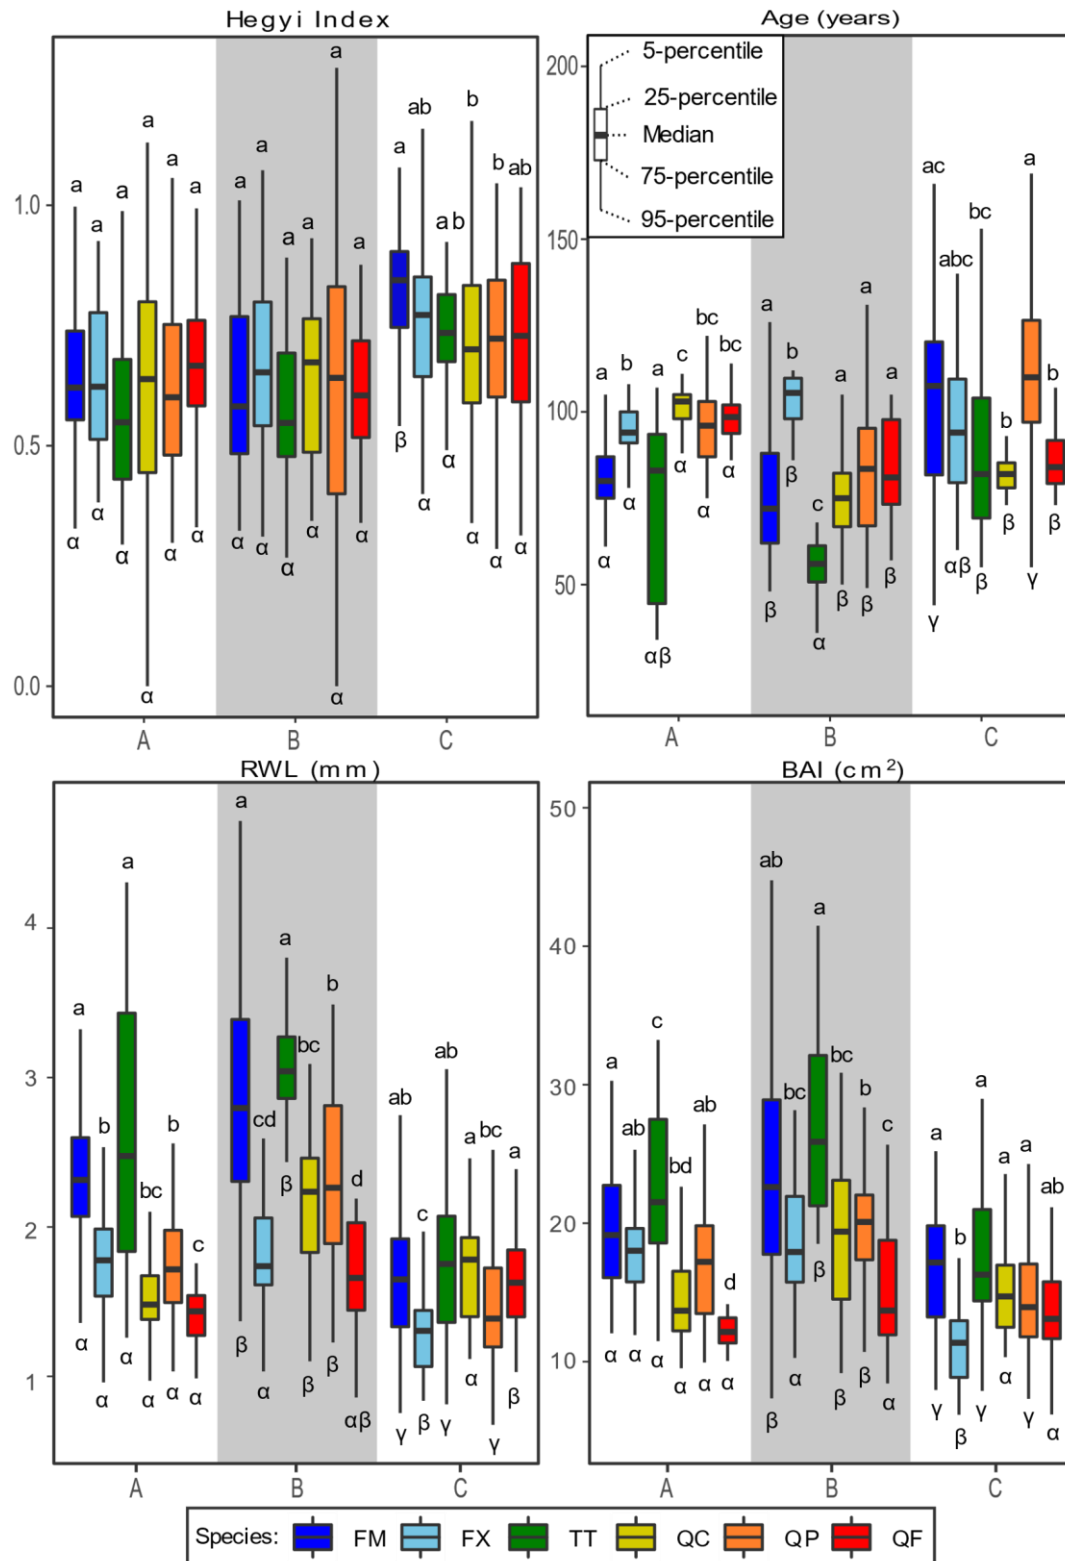 Hegyi Index
a
a
a
a
a
a
a
a
a
a
a
a
a
ab
a b
b
b
ab
1.0
0.5
0.0
α
α
α
α
α
α
α
α
α
α
α
α
β
α
α
α
α
α
A
B
C
Age (years)
5-percentile
25-percentile
Median
75-percentile
95-percentile
200
150
100
50
a
b
a
c
bc
bc
a
b
c
a
a
a
ac
abc
bc
b
a
b
α
α
αβ
α
α
α
β
β
α
β
β
β
γ
αβ
β
β
γ
β
A
B
C
RWL (mm)
4
3
2
1
a
b
a
bc
b
c
a
cd
a
bc
b
d
ab
c
ab
a
bc
a
α
α
α
α
α
α
β
α
β
β
β
αβ
γ
β
γ
α
γ
β
A
B
C
BAI (cm²)
50
40
30
20
10
a
ab
c
bd
ab
d
ab
bc
a
bc
b
c
a
b
a
a
a
ab
α
α
α
α
α
α
β
α
β
β
β
α
γ
β
γ
α
γ
α
A
B
C
Species: FM FX TT QC QP QF